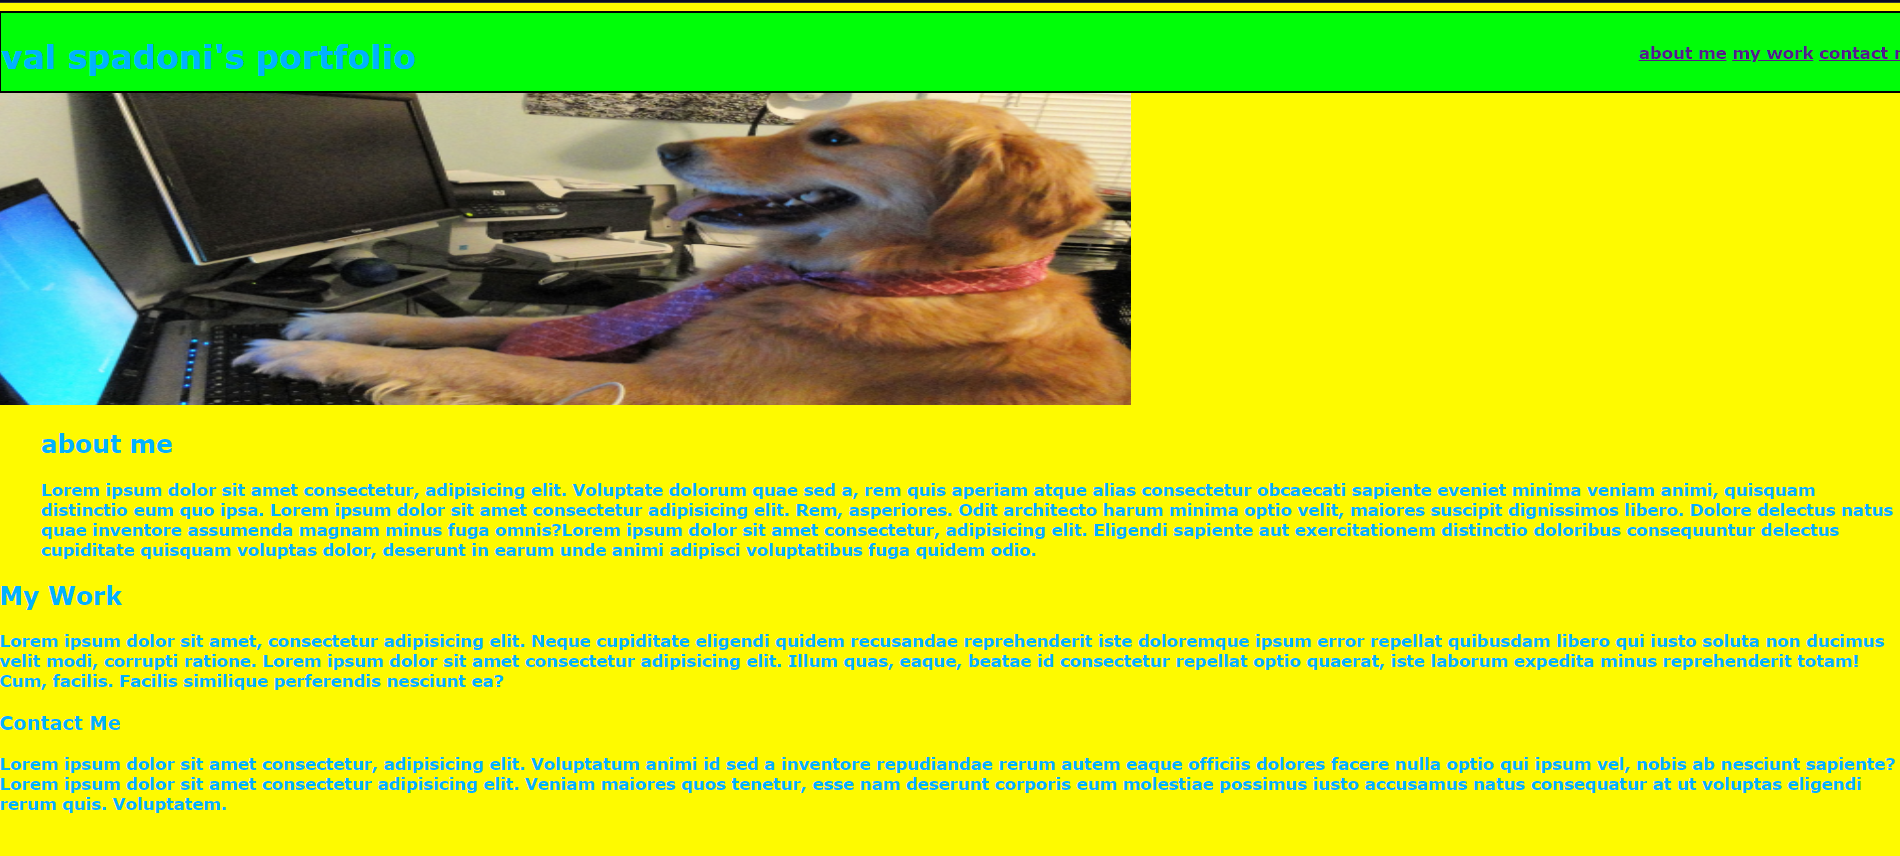 val spadoni's portfolio
about me my work contact
about me
Lorem ipsum dolor sit amet consectetur, adipisicing elit. Voluptate dolorum quae sed a, rem quis aperiam atque alias consectetur obcaecati sapiente eveniet minima veniam animi, quisquam
distinctio eum quo ipsa. Lorem ipsum dolor sit amet consectetur adipisicing elit. Rem, asperiores. Odit architecto harum minima optio velit, maiores suscipit dignissimos libero. Dolore delectus natus
quae inventore assumenda magnam minus fuga omnis?Lorem ipsum dolor sit amet consectetur, adipisicing elit. Eligendi sapiente aut exercitationem distinctio doloribus consequuntur delectus
cupiditate quisquam voluptas dolor, deserunt in earum unde animi adipisci voluptatibus fuga quidem odio.
My Work
Lorem ipsum dolor sit amet, consectetur adipisicing elit. Neque cupiditate eligendi quidem recusandae reprehenderit iste doloremque ipsum error repellat quibusdam libero qui iusto soluta non ducimus
velit modi, corrupti ratione. Lorem ipsum dolor sit amet consectetur adipisicing elit. Illum quas, eaque, beatae id consectetur repellat optio quaerat, iste laborum expedita minus reprehenderit totam!
Cum, facilis. Facilis similique perferendis nesciunt ea?
Contact Me
Lorem ipsum dolor sit amet consectetur, adipisicing elit. Voluptatum animi id sed a inventore repudiandae rerum autem eaque officiis dolores facere nulla optio qui ipsum vel, nobis ab nesciunt sapiente?
Lorem ipsum dolor sit amet consectetur adipisicing elit. Veniam maiores quos tenetur, esse nam deserunt corporis eum molestiae possimus iusto accusamus natus consequatur at ut voluptas eligendi
rerum quis. Voluptatem.